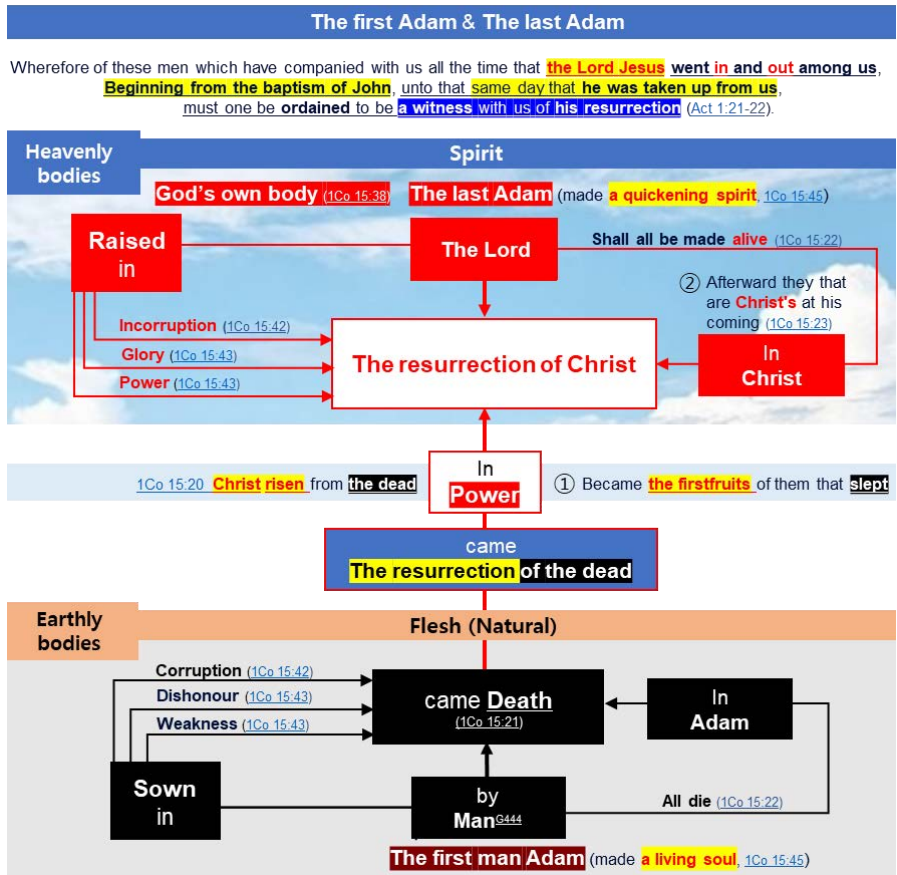 The first Adam & The last Adam
Wherefore of these men which have companied with us all the time that the Lord Jesus went in and out among us,
Beginning from the baptism of John, unto that same day that he was taken up from us,
must one be ordained to be a witness with us of his resurrection (Act 1:21-22).
Heavenly
bodies
Spirit
God's own body (1Co 15:38) The last Adam (made a quickening spirit, 1Co 15:45)
Raised
in
The Lord
Shall all be made alive (1Co 15:22)
② Afterward they that
are Christ's at his
coming (1Co 15:23)
Incorruption (1Co 15:42)
Glory (1Co 15:43)
Power (1Co 15:43)
The resurrection of Christ
In
Christ
1Co 15:20 Christ risen from the dead
In
Power
① Became the firstfruits of them that slept
came
The resurrection of the dead
Earthly
bodies
Flesh (Natural)
Corruption (1Co 15:42)
Dishonour (1Co 15:43)
Weakness (1Co 15:43)
came Death
(1Co 15:21)
In
Adam
Sown
in
by
ManG444
All die (1Co 15:22)
The first man Adam (made a living soul, 1Co 15:45)